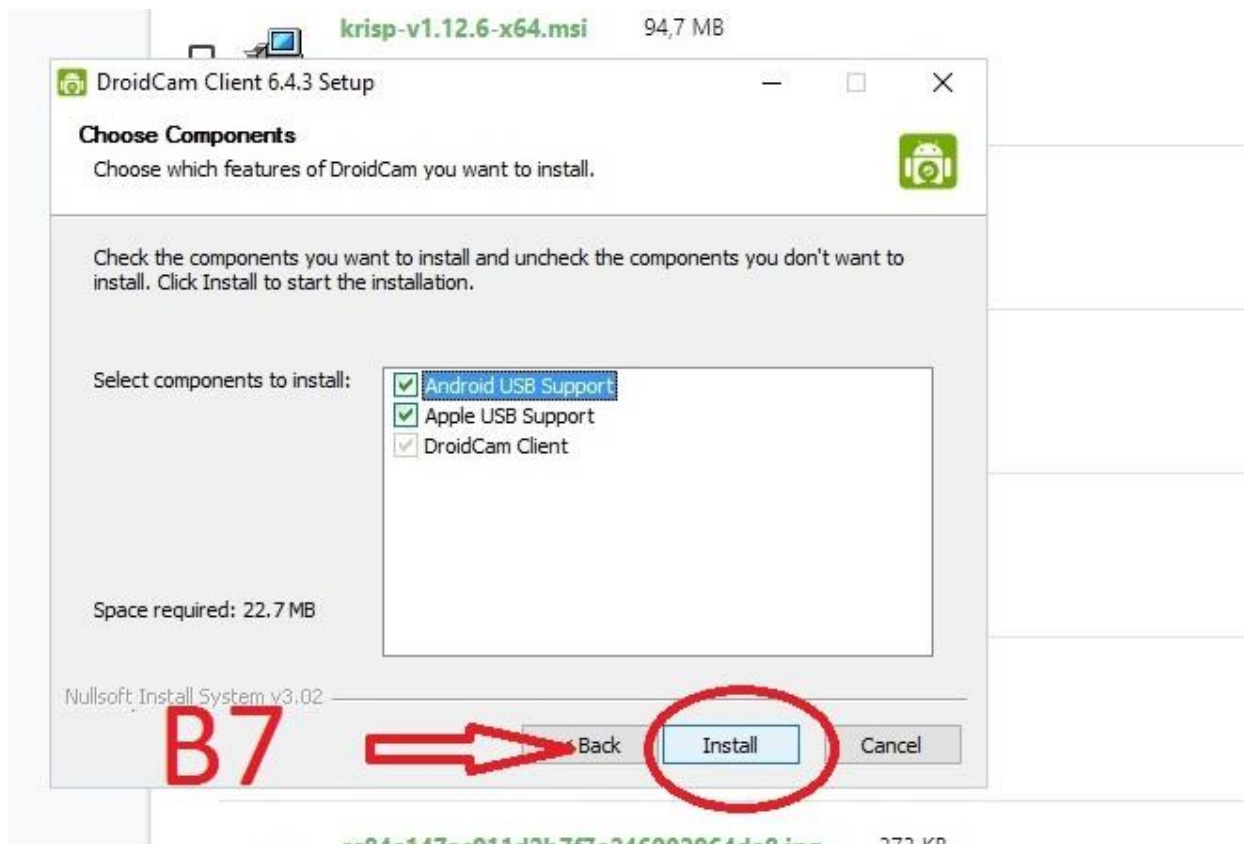 krisp-v1.12.6-x64.msi 94,7 MB
DroidCam Client 6.4.3 Setup
Choose Components
Choose which features of DroidCam you want to install.
Check the components you want to install and uncheck the components you don't want to
install. Click Install to start the installation.
Select components to install:
Android USB Support
Apple USB Support
DroidCam Client
Space required: 22.7 MB
Nullsoft Install System v3.02
B7
Back Install Cancel
273 KB